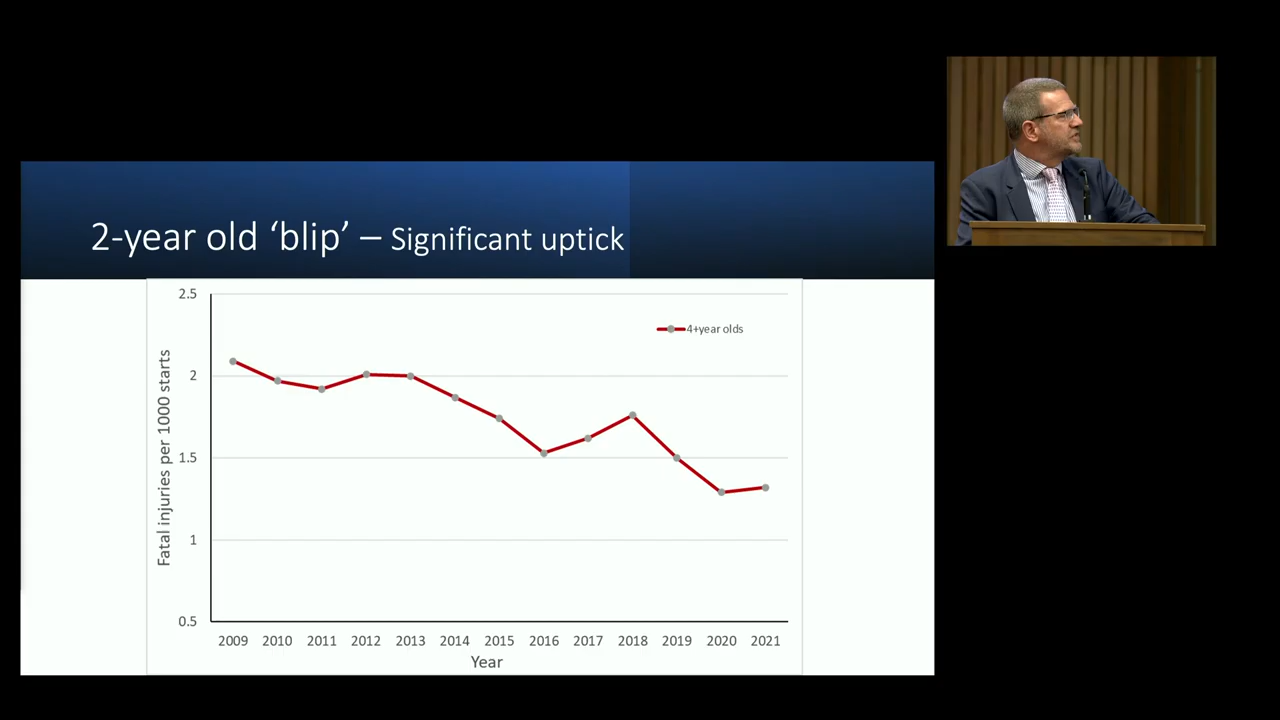 2-year old ‘blip’ – Significant uptick
2.5
2
1.5
1
0.5
Fatal injuries per 1000 starts
4+year olds
2009 2010 2011 2012 2013 2014 2015 2016 2017 2018 2019 2020 2021
Year